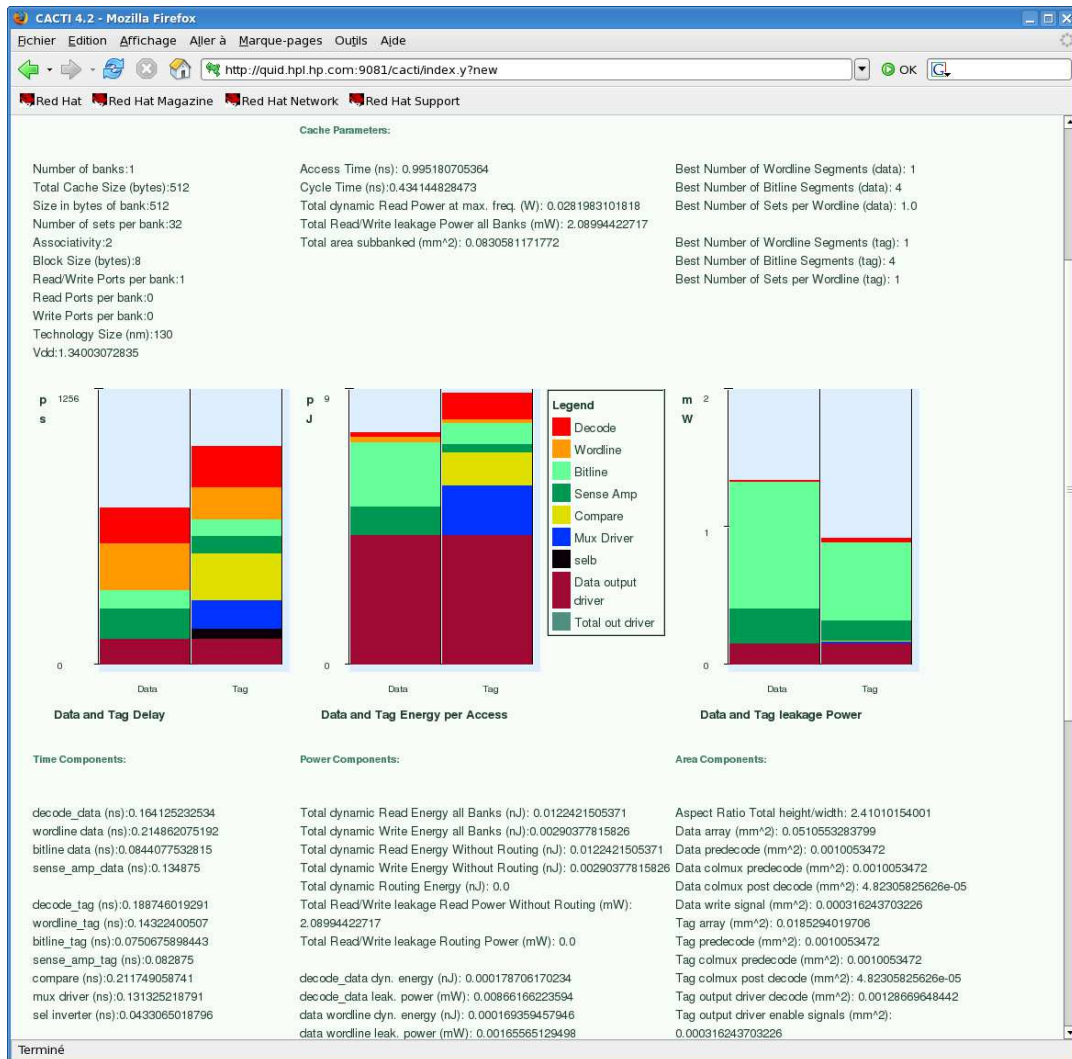 CACTI 4.2 - Mozilla Firefox
Fichier Edition Affichage Aller à Marque-pages Outils Aide
http://quid.hpl.hp.com:9081/cacti/index.y?new
OK
G
Red Hat Red Hat Magazine Red Hat Network Red Hat Support
Cache Parameters:
Number of banks:1
Total Cache Size (bytes):512
Size in bytes of bank:512
Number of sets per bank:32
Associativity:2
Block Size (bytes):8
Read/Write Ports per bank:1
Read Ports per bank:0
Write Ports per bank:0
Technology Size (nm):130
Vdd:1.34003072835
Access Time (ns): 0.995180705364
Cycle Time (ns):0.434144828473
Total dynamic Read Power at max. freq. (W): 0.0281983101818
Total Read/Write leakage Power all Banks (mW): 2.08994422717
Total area subbanked (mm^2): 0.0830581171772
Best Number of Wordline Segments (data): 1
Best Number of Bitline Segments (data): 4
Best Number of Sets per Wordline (data): 1.0
Best Number of Wordline Segments (tag): 1
Best Number of Bitline Segments (tag): 4
Best Number of Sets per Wordline (tag): 1
p 1256
s
0
Data Tag
Data and Tag Delay
p 9
J
0
Data Tag
Data and Tag Energy per Access
Legend
Decode
Wordline
Bitline
Sense Amp
Compare
Mux Driver
selb
Data output
driver
Total out driver
m 2
W
1
0
Data Tag
Data and Tag leakage Power
Time Components:
decode_data (ns):0.164125232534
wordline data (ns):0.214862075192
bitline data (ns):0.0844077532815
sense_amp_data (ns):0.134875
decode_tag (ns):0.188746019291
wordline_tag (ns):0.14322400507
bitline_tag (ns):0.0750675898443
sense_amp_tag (ns):0.082875
compare (ns):0.211749058741
mux driver (ns):0.131325218791
sel inverter (ns):0.0433065018796
Power Components:
Total dynamic Read Energy all Banks (nJ): 0.0122421505371
Total dynamic Write Energy all Banks (nJ):0.00290377815826
Total dynamic Read Energy Without Routing (nJ): 0.0122421505371
Total dynamic Write Energy Without Routing (nJ): 0.00290377815826
Total dynamic Routing Energy (nJ): 0.0
Total Read/Write leakage Read Power Without Routing (mW):
2.08994422717
Total Read/Write leakage Routing Power (mW): 0.0
decode_data dyn. energy (nJ): 0.000178706170234
decode_data leak. power (mW): 0.00866166223594
data wordline dyn. energy (nJ): 0.000169359457946
data wordline leak. power (mW): 0.00165565129498
Area Components:
Aspect Ratio Total height/width: 2.41010154001
Data array (mm^2): 0.0510553283799
Data predecode (mm^2): 0.0010053472
Data colmux predecode (mm^2): 0.0010053472
Data colmux post decode (mm^2): 4.82305825626e-05
Data write signal (mm^2): 0.000316243703226
Tag array (mm^2): 0.0185294019706
Tag predecode (mm^2): 0.0010053472
Tag colmux predecode (mm^2): 0.0010053472
Tag colmux post decode (mm^2): 4.82305825626e-05
Tag output driver decode (mm^2): 0.00128669648442
Tag output driver enable signals (mm^2):
0.000316243703226
Terminé